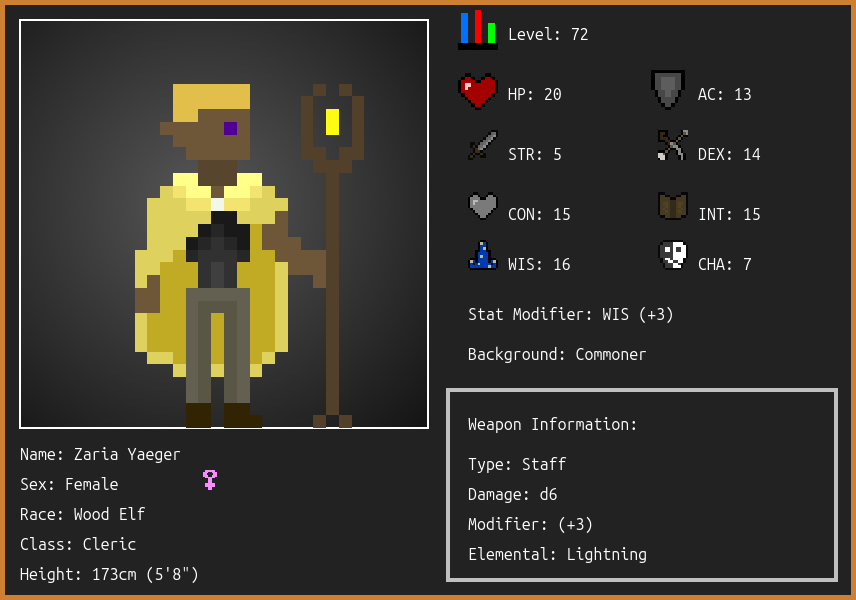 Level: 72
HP: 20
AC: 13
STR: 5
DEX: 14
CON: 15
INT: 15
WIS: 16
CHA: 7
Stat Modifier: WIS (+3)
Background: Commoner
Weapon Information:
Type: Staff
Damage: d6
Modifier: (+3)
Elemental: Lightning
Name: Zaria Yaeger
Sex: Female
Race: Wood Elf
Class: Cleric
Height: 173cm (5'8")